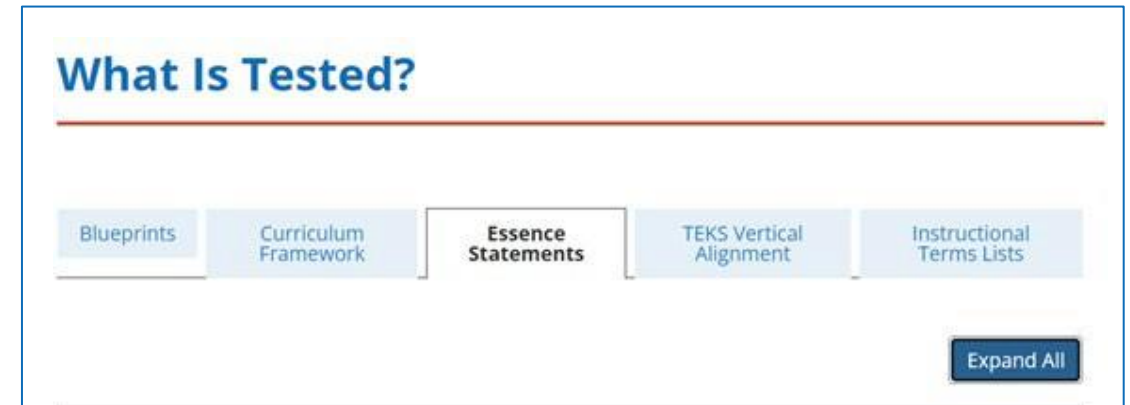 What Is Tested?
Blueprints
Curriculum
Framework
Essence
Statements
TEKS Vertical
Alignment
Instructional
Terms Lists
Expand All